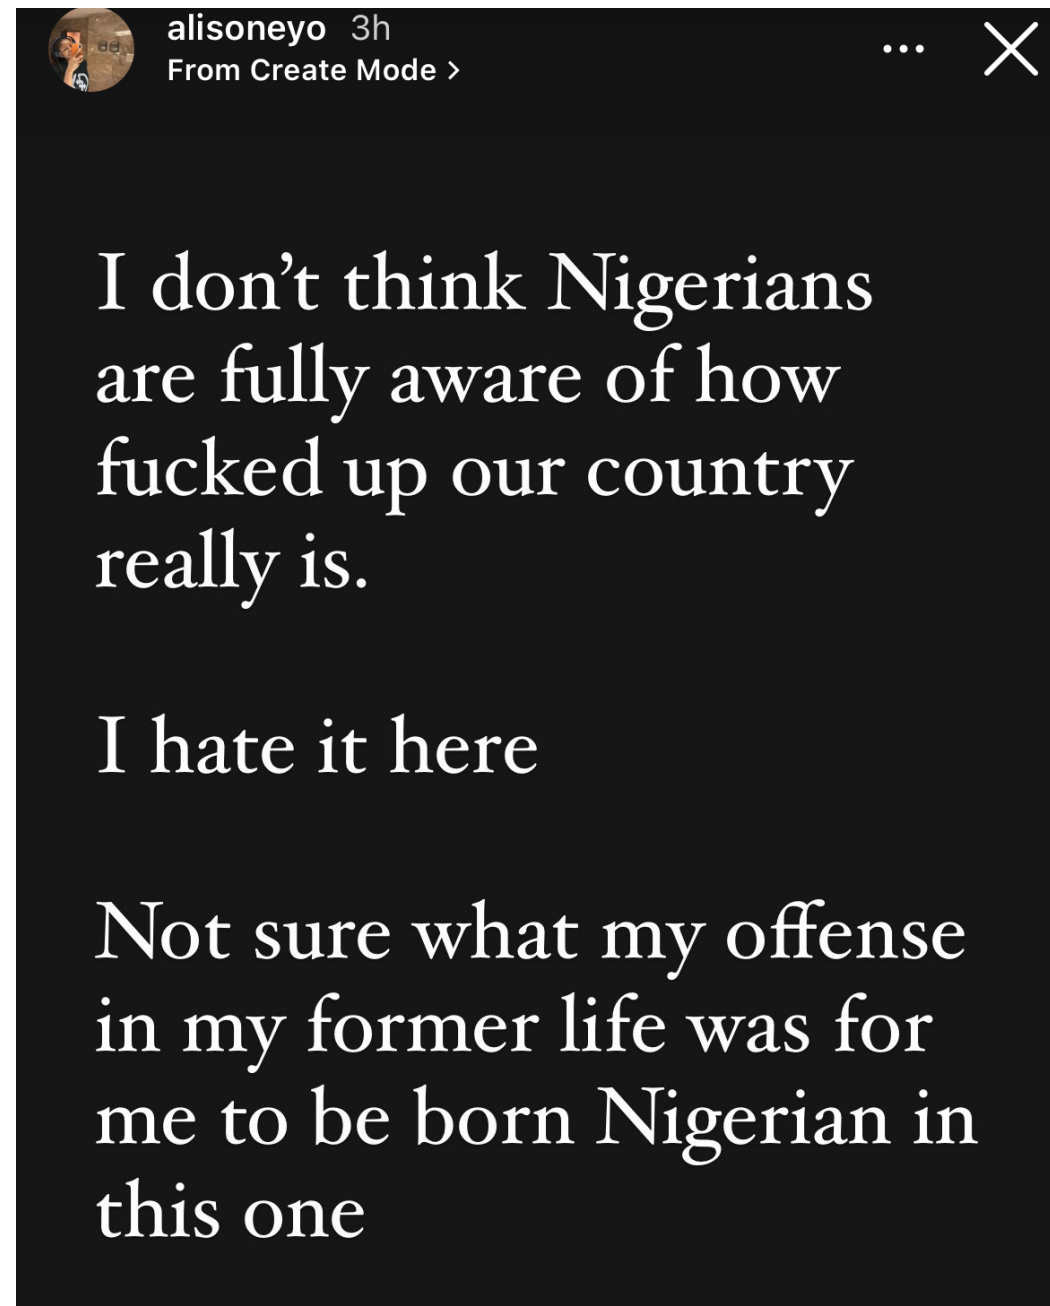 alisoneyo 3h
From Create Mode >
I don’t think Nigerians
are fully aware of how
fucked up our country
really is.
I hate it here
Not sure what my offense
in my former life was for
me to be born Nigerian in
this one